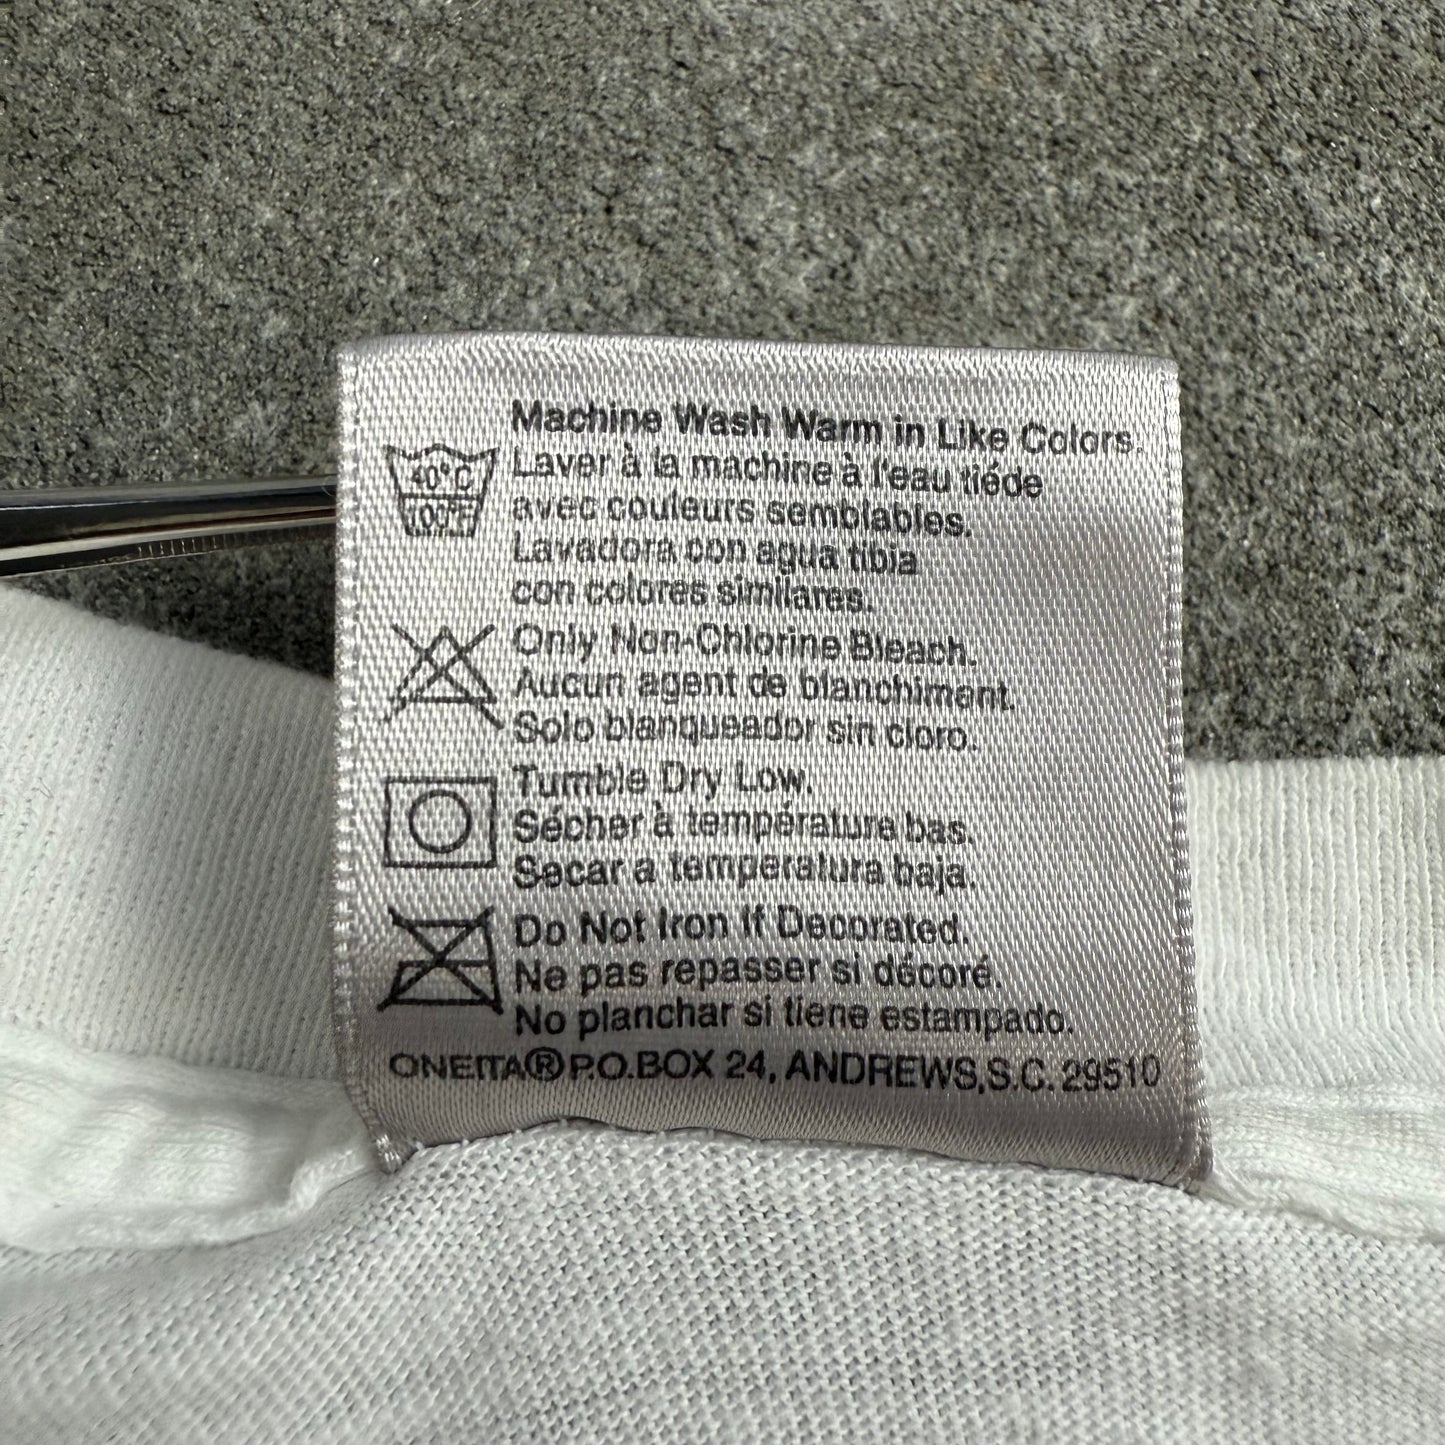 Machine Wash Warm in Like Colors.
40°C
100°F
Laver à la machine à l'eau tiéde
avec couleurs semblables.
Lavadora con agua tibia
con colores similares.
Only Non-Chlorine Bleach.
Aucun agent de blanchiment.
Solo blanqueador sin cloro.
Tumble Dry Low.
Sécher à température bas.
Secar a temperatura baja.
Do Not Iron If Decorated.
Ne pas repasser si décoré.
No planchar si tiene estampado.
ONEITA® P.O.BOX 24, ANDREWS,S.C. 29510